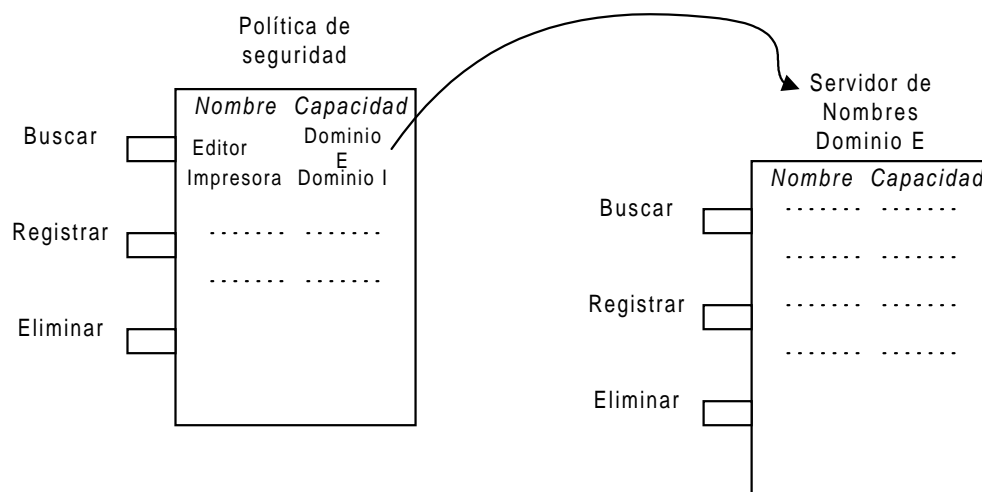 Política de
seguridad
Nombre Capacidad
Buscar
Editor Dominio
E
Impresora Dominio I
Registrar
------- -------
------- -------
Eliminar
Servidor de
Nombres
Dominio E
Nombre Capacidad
Buscar
------- -------
------- -------
Registrar
------- -------
------- -------
Eliminar